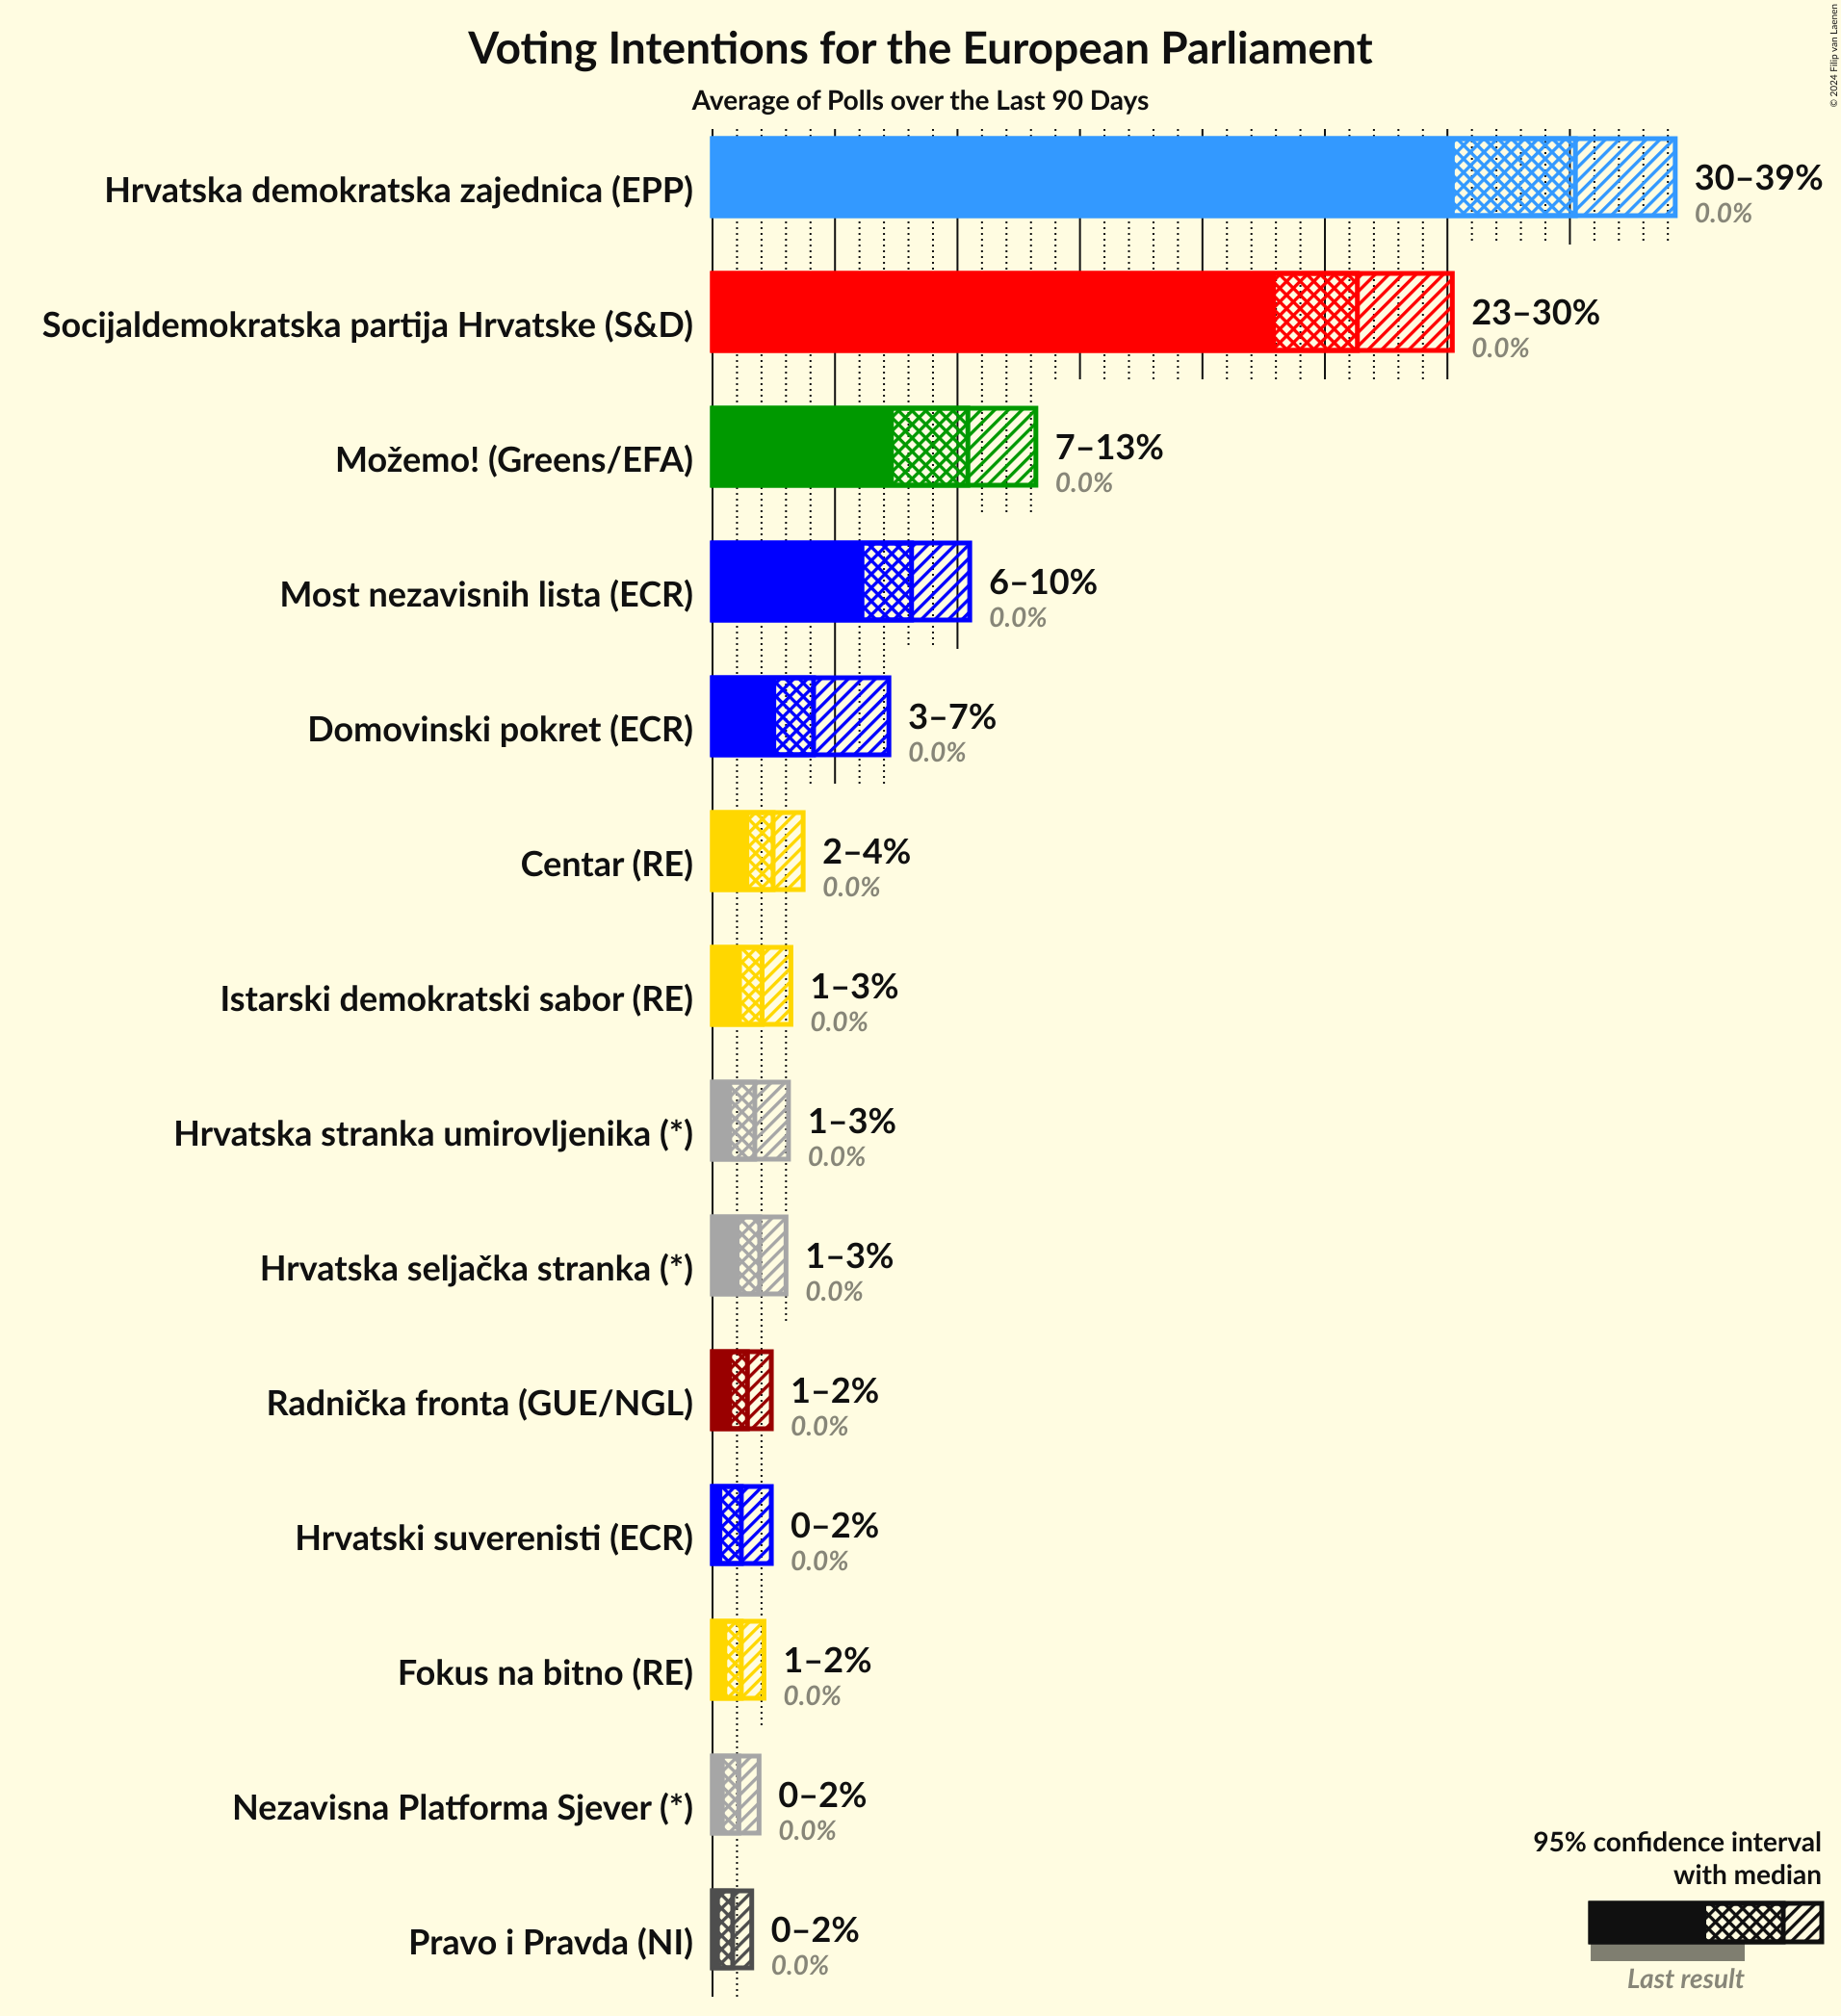 © 2024 Filip van Laenen
Voting Intentions for the European Parliament
Average of Polls over the Last 90 Days
Hrvatska demokratska zajednica (EPP)
30–39%
0.0%
Socijaldemokratska partija Hrvatske (S&D)
23–30%
0.0%
Možemo! (Greens/EFA)
7–13%
0.0%
Most nezavisnih lista (ECR)
6–10%
0.0%
Domovinski pokret (ECR)
3–7%
0.0%
Centar (RE)
2–4%
0.0%
Istarski demokratski sabor (RE)
1–3%
0.0%
Hrvatska stranka umirovljenika (*)
1–3%
0.0%
Hrvatska seljačka stranka (*)
1–3%
0.0%
Radnička fronta (GUE/NGL)
1–2%
0.0%
Hrvatski suverenisti (ECR)
0–2%
0.0%
Fokus na bitno (RE)
1–2%
0.0%
Nezavisna Platforma Sjever (*)
0–2%
0.0%
Pravo i Pravda (NI)
0–2%
0.0%
95% confidence interval
with median
Last result